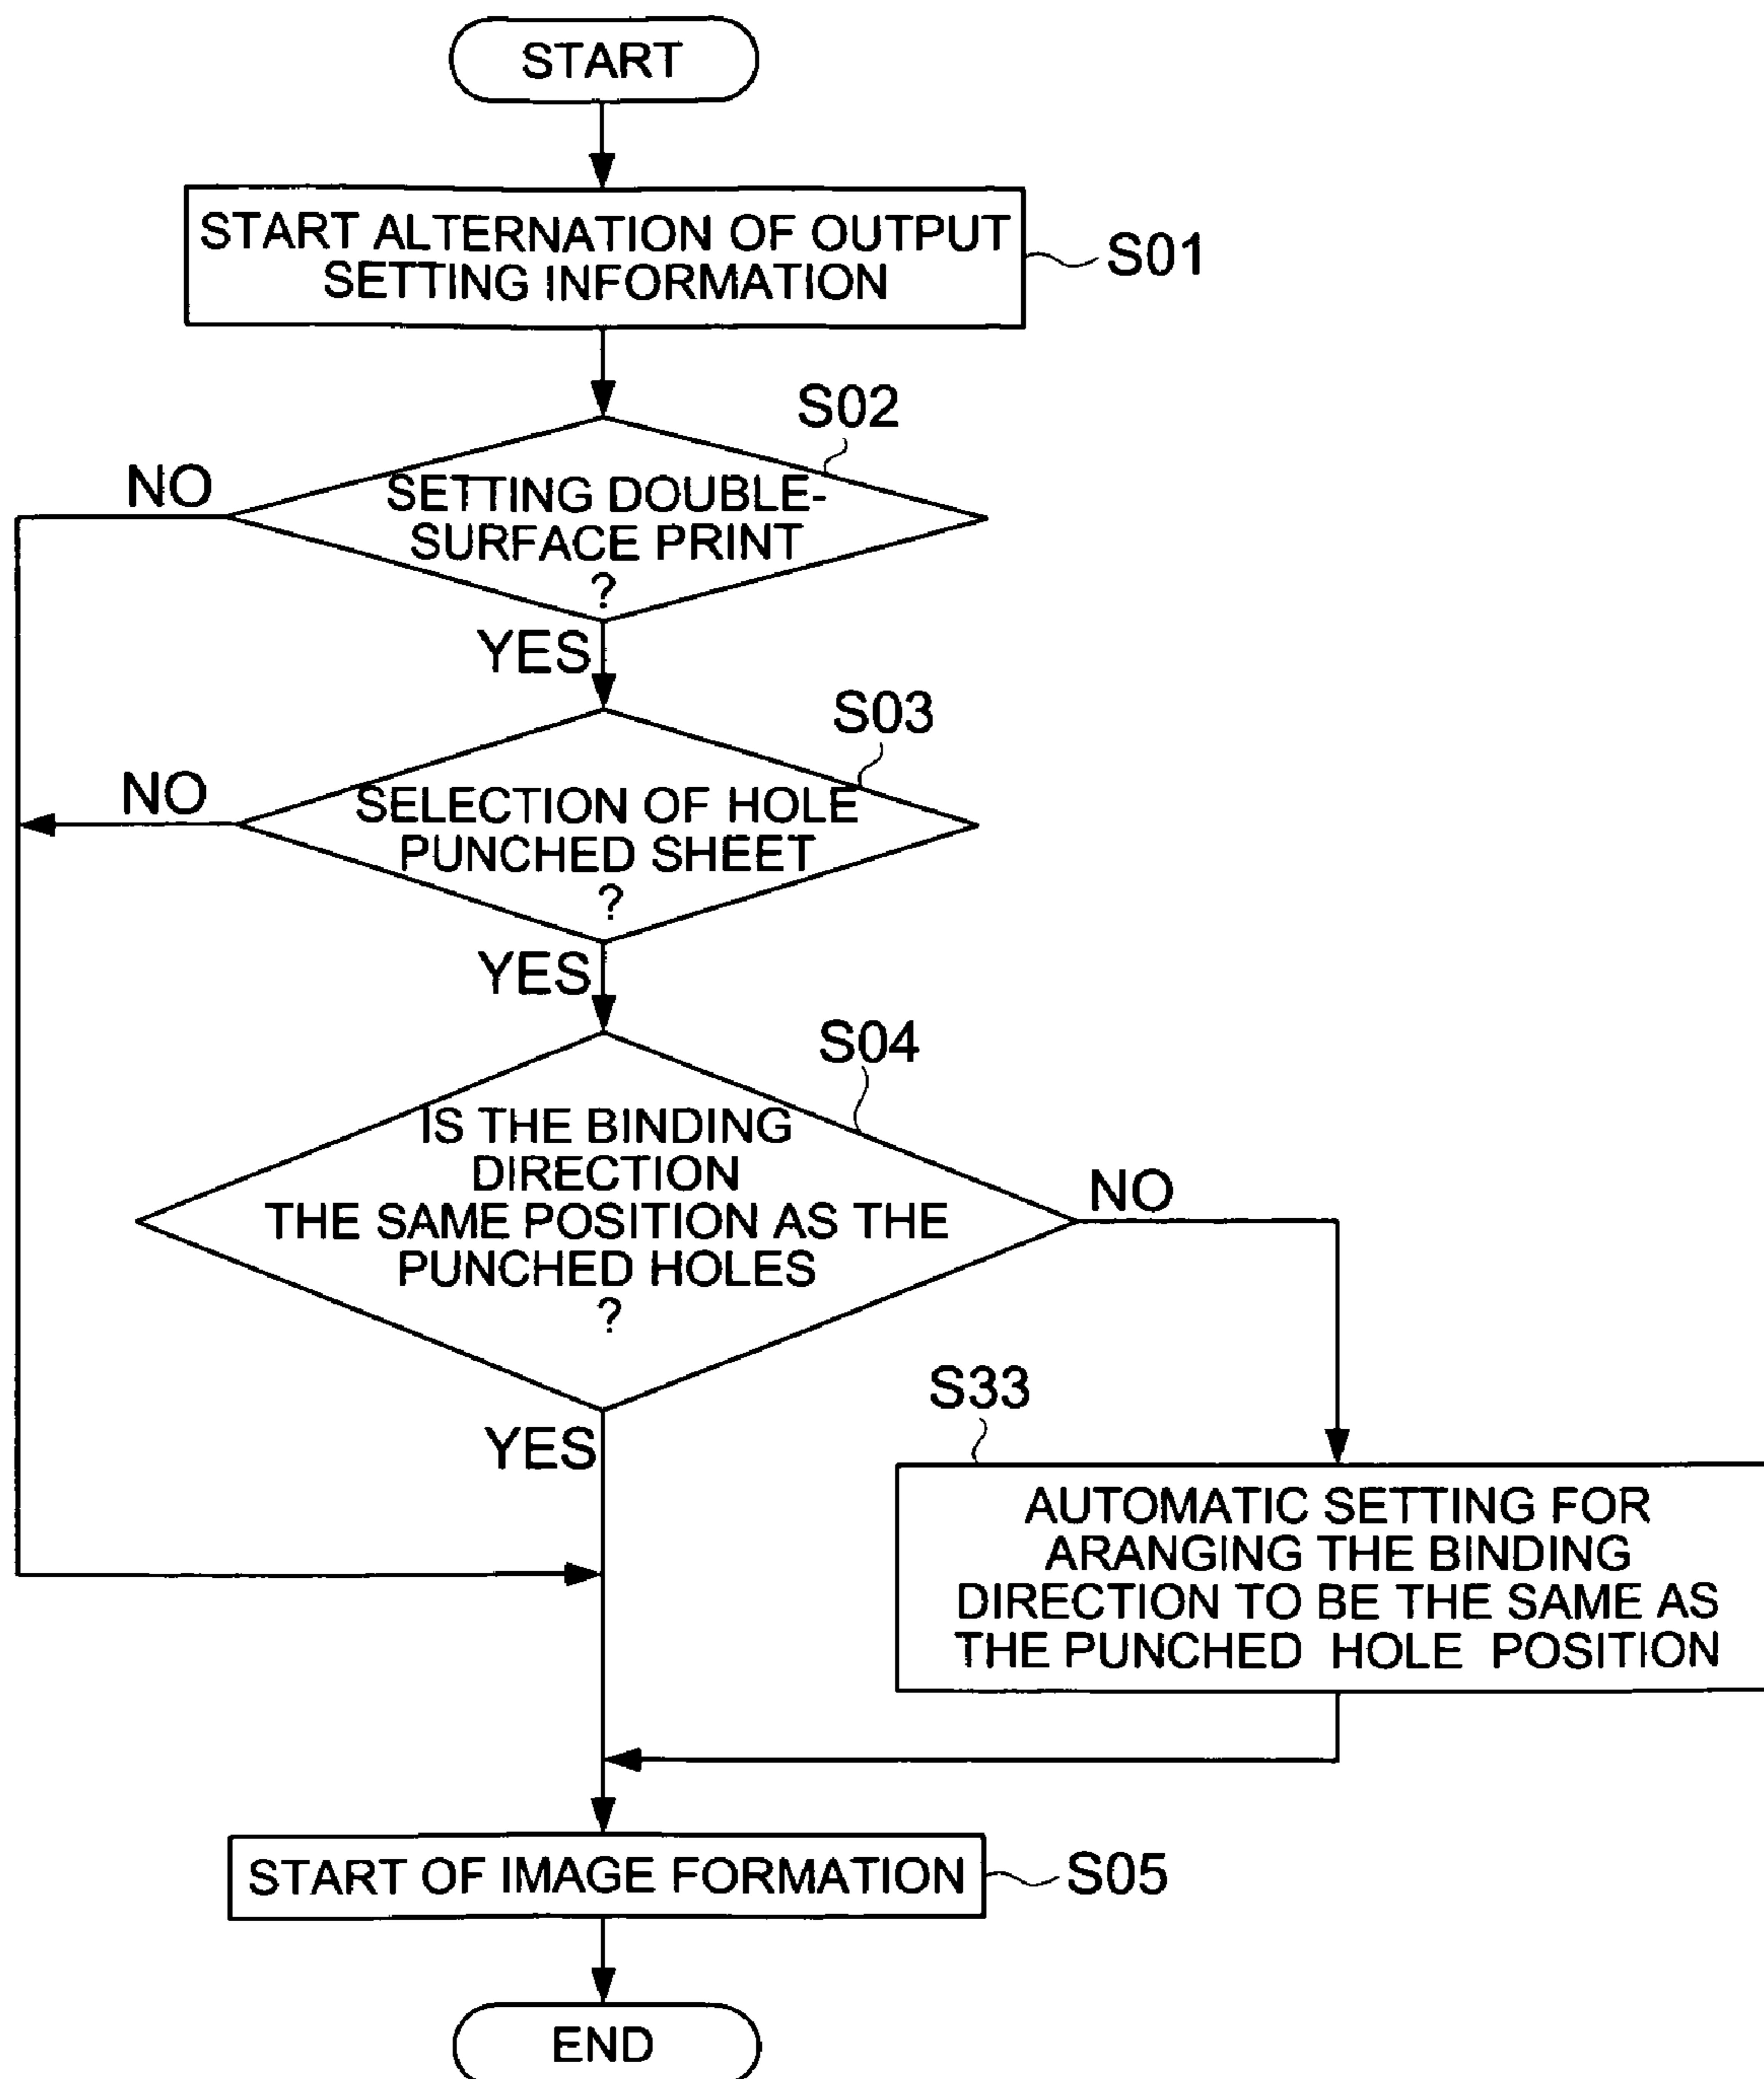 START
START ALTERNATION OF OUTPUT
SETTING INFORMATION
S01
S02
NO
SETTING DOUBLE-
SURFACE PRINT
?
YES
S03
NO
SELECTION OF HOLE
PUNCHED SHEET
?
YES
S04
IS THE BINDING
DIRECTION
THE SAME POSITION AS THE
PUNCHED HOLES
?
NO
YES
S33
AUTOMATIC SETTING FOR
ARANGING THE BINDING
DIRECTION TO BE THE SAME AS
THE PUNCHED HOLE POSITION
START OF IMAGE FORMATION
S05
END